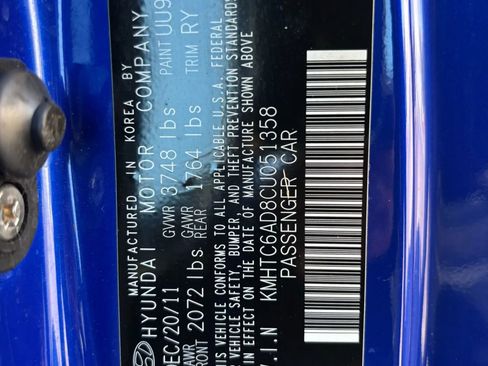 MANUFACTURED IN KOREA BY
HYUNDAI MOTOR COMPANY
DEC/20/11 GVWR 3748 lbs PAINT UU9
GAWR FRONT 2072 lbs GAWR REAR 1764 lbs TRIM RY
THIS VEHICLE CONFORMS TO ALL APPLICABLE U.S.A. FEDERAL
VEHICLE SAFETY, BUMPER, AND THEFT PREVENTION STANDARDS
IN EFFECT ON THE DATE OF MANUFACTURE SHOWN ABOVE
V.I.N KMHTC6AD8CU051358
PASSENGER CAR